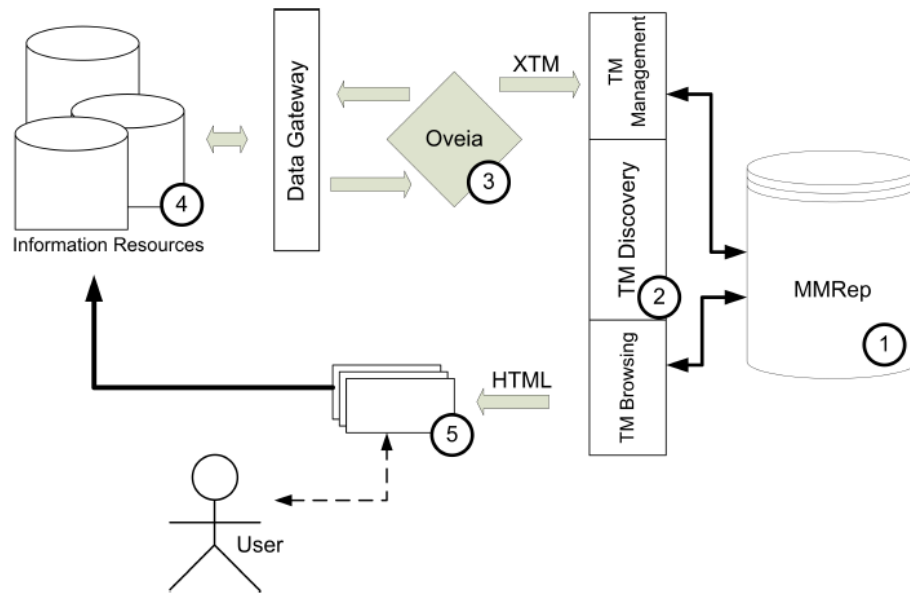 XTM
TM
Management
Data Gateway
Oveia
3
4
Information Resources
TM Discovery
2
MMRep
1
HTML
TM Browsing
5
User